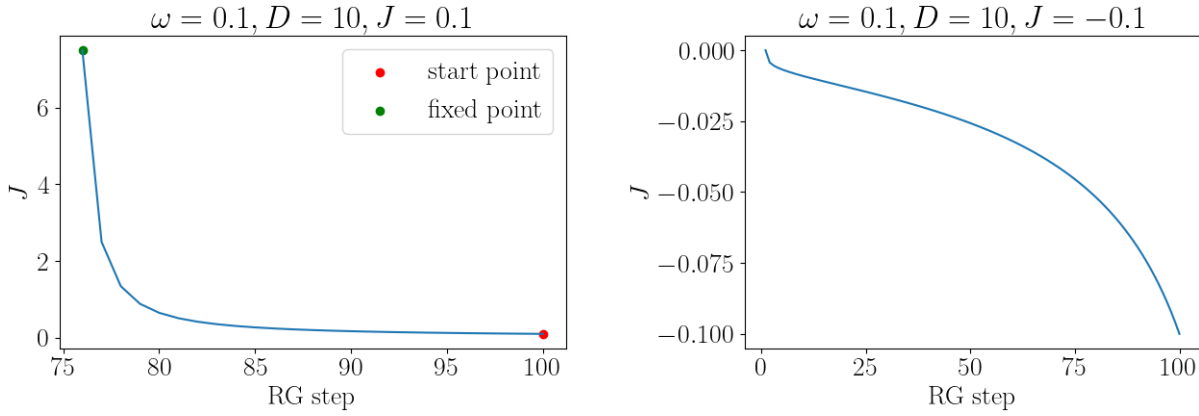 ω = 0.1, D = 10, J = 0.1
6
4
2
0
J
start point
fixed point
75
80
85
90
95
100
RG step
ω = 0.1, D = 10, J = −0.1
0.000
−0.025
−0.050
−0.075
−0.100
J
0
25
50
75
100
RG step